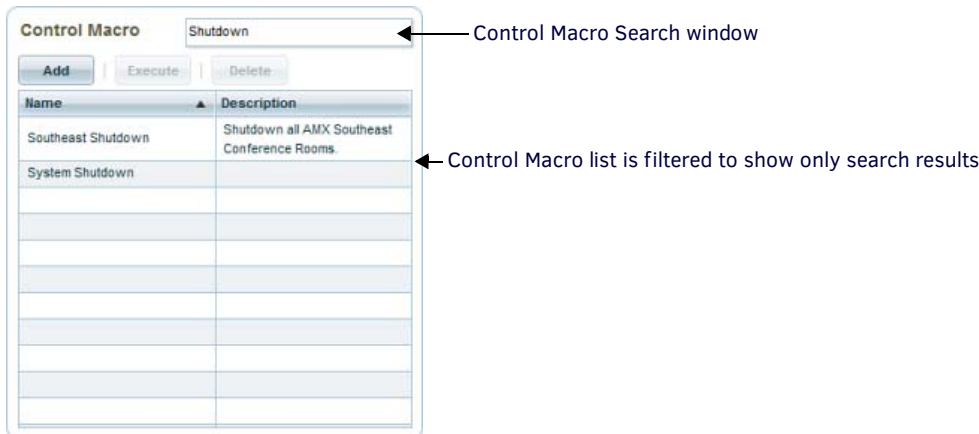 Control Macro
Shutdown
Control Macro Search window
Add
Execute
Delete
Name
Description
Southeast Shutdown
Shutdown all AMX Southeast
Conference Rooms.
Control Macro list is filtered to show only search results
System Shutdown